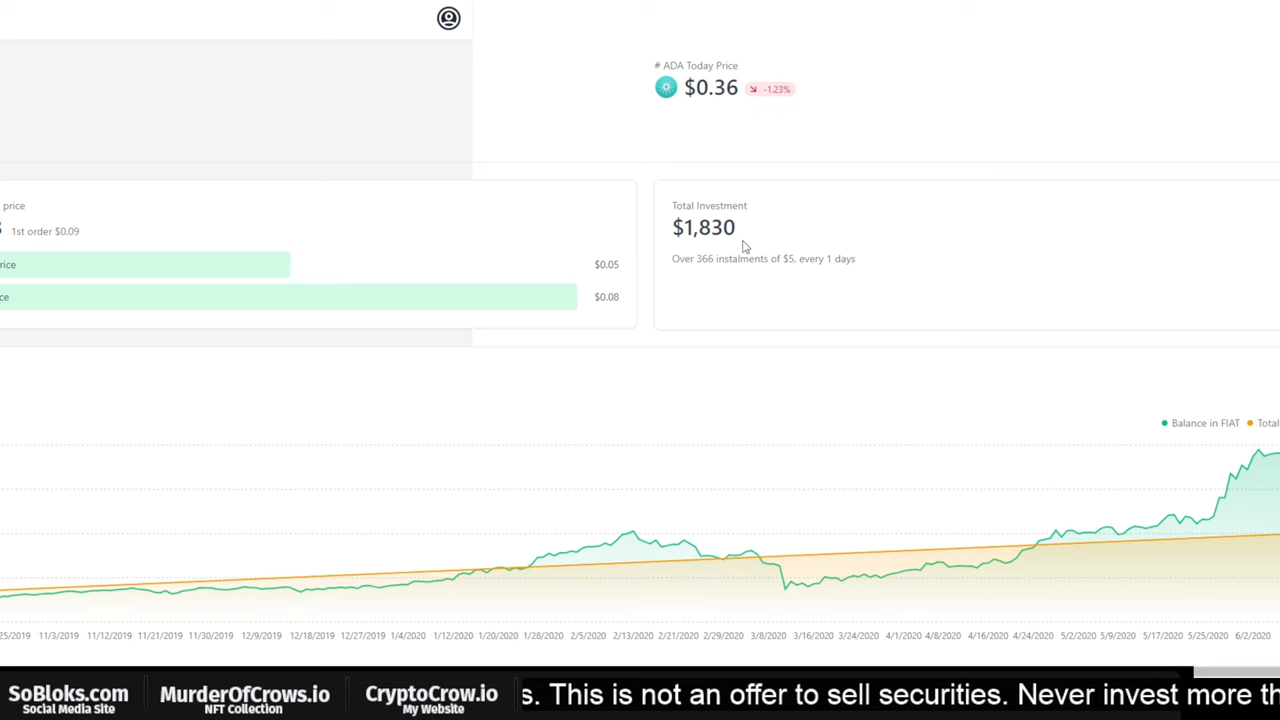 # ADA Today Price
$0.36 -1.23%
price
1st order $0.09
rice $0.05
ce $0.08
Total Investment
$1,830
Over 366 instalments of $5, every 1 days
Balance in FIAT Total
25/2019 11/3/2019 11/12/2019 11/21/2019 11/30/2019 12/9/2019 12/18/2019 12/27/2019 1/4/2020 1/12/2020 1/20/2020 1/28/2020 2/5/2020 2/13/2020 2/21/2020 2/29/2020 3/8/2020 3/16/2020 3/24/2020 4/1/2020 4/8/2020 4/16/2020 4/24/2020 5/2/2020 5/9/2020 5/17/2020 5/25/2020 6/2/2020
SoBloks.com
Social Media Site
MurderOfCrows.io
NFT Collection
CryptoCrow.io
My Website
s. This is not an offer to sell securities. Never invest more th